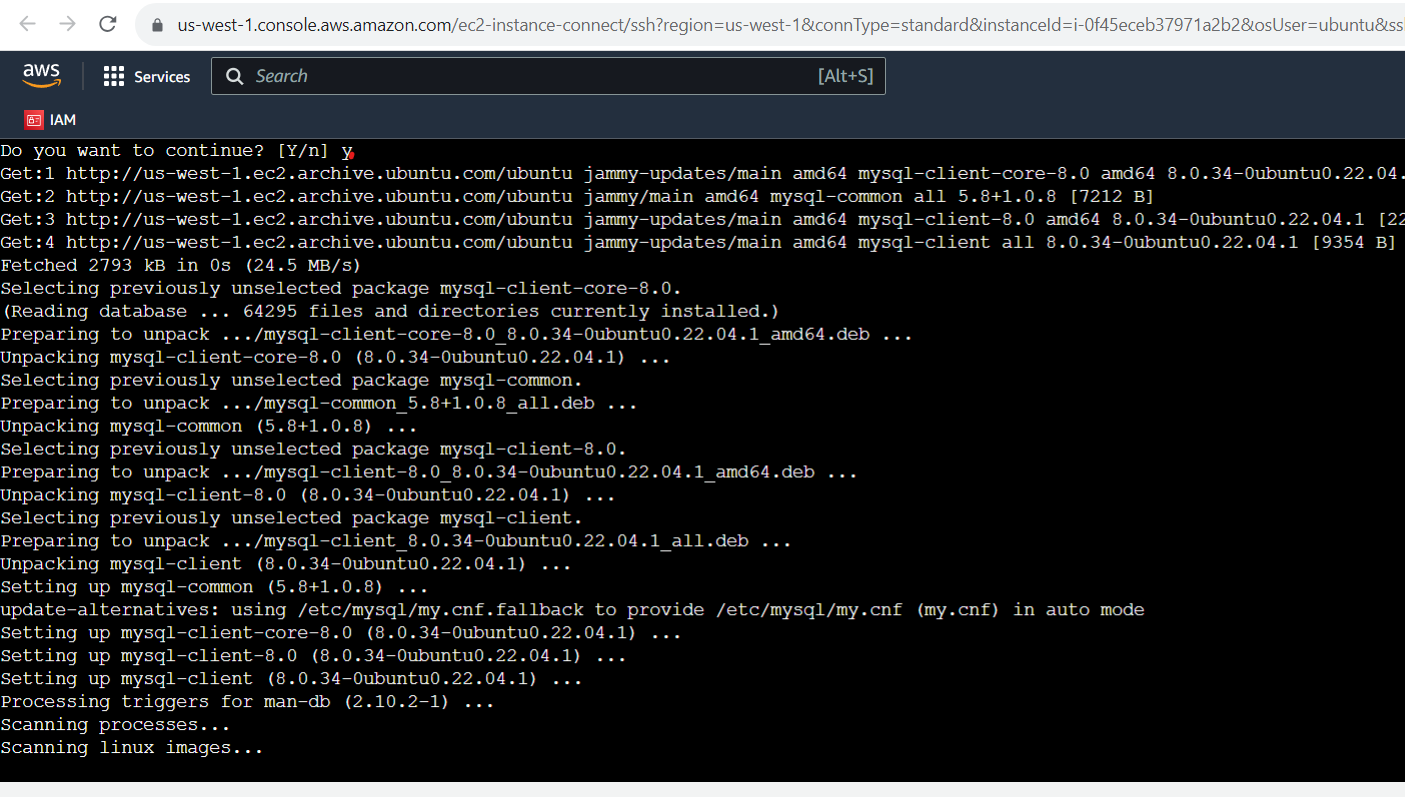 us-west-1.console.aws.amazon.com/ec2-instance-connect/ssh?region=us-west-1&connType=standard&instanceId=i-0f45eceb37971a2b2&osUser=ubuntu&ss
aws Services Search [Alt+S]
IAM
Do you want to continue? [Y/n] y
Get:1 http://us-west-1.ec2.archive.ubuntu.com/ubuntu jammy-updates/main amd64 mysql-client-core-8.0 amd64 8.0.34-0ubuntu0.22.04.
Get:2 http://us-west-1.ec2.archive.ubuntu.com/ubuntu jammy/main amd64 mysql-common all 5.8+1.0.8 [7212 B]
Get:3 http://us-west-1.ec2.archive.ubuntu.com/ubuntu jammy-updates/main amd64 mysql-client-8.0 amd64 8.0.34-0ubuntu0.22.04.1 [22
Get:4 http://us-west-1.ec2.archive.ubuntu.com/ubuntu jammy-updates/main amd64 mysql-client all 8.0.34-0ubuntu0.22.04.1 [9354 B]
Fetched 2793 kB in 0s (24.5 MB/s)
Selecting previously unselected package mysql-client-core-8.0.
(Reading database ... 64295 files and directories currently installed.)
Preparing to unpack .../mysql-client-core-8.0_8.0.34-0ubuntu0.22.04.1_amd64.deb ...
Unpacking mysql-client-core-8.0 (8.0.34-0ubuntu0.22.04.1) ...
Selecting previously unselected package mysql-common.
Preparing to unpack .../mysql-common_5.8+1.0.8_all.deb ...
Unpacking mysql-common (5.8+1.0.8) ...
Selecting previously unselected package mysql-client-8.0.
Preparing to unpack .../mysql-client-8.0_8.0.34-0ubuntu0.22.04.1_amd64.deb ...
Unpacking mysql-client-8.0 (8.0.34-0ubuntu0.22.04.1) ...
Selecting previously unselected package mysql-client.
Preparing to unpack .../mysql-client_8.0.34-0ubuntu0.22.04.1_all.deb ...
Unpacking mysql-client (8.0.34-0ubuntu0.22.04.1) ...
Setting up mysql-common (5.8+1.0.8) ...
update-alternatives: using /etc/mysql/my.cnf.fallback to provide /etc/mysql/my.cnf (my.cnf) in auto mode
Setting up mysql-client-core-8.0 (8.0.34-0ubuntu0.22.04.1) ...
Setting up mysql-client-8.0 (8.0.34-0ubuntu0.22.04.1) ...
Setting up mysql-client (8.0.34-0ubuntu0.22.04.1) ...
Processing triggers for man-db (2.10.2-1) ...
Scanning processes...
Scanning linux images...